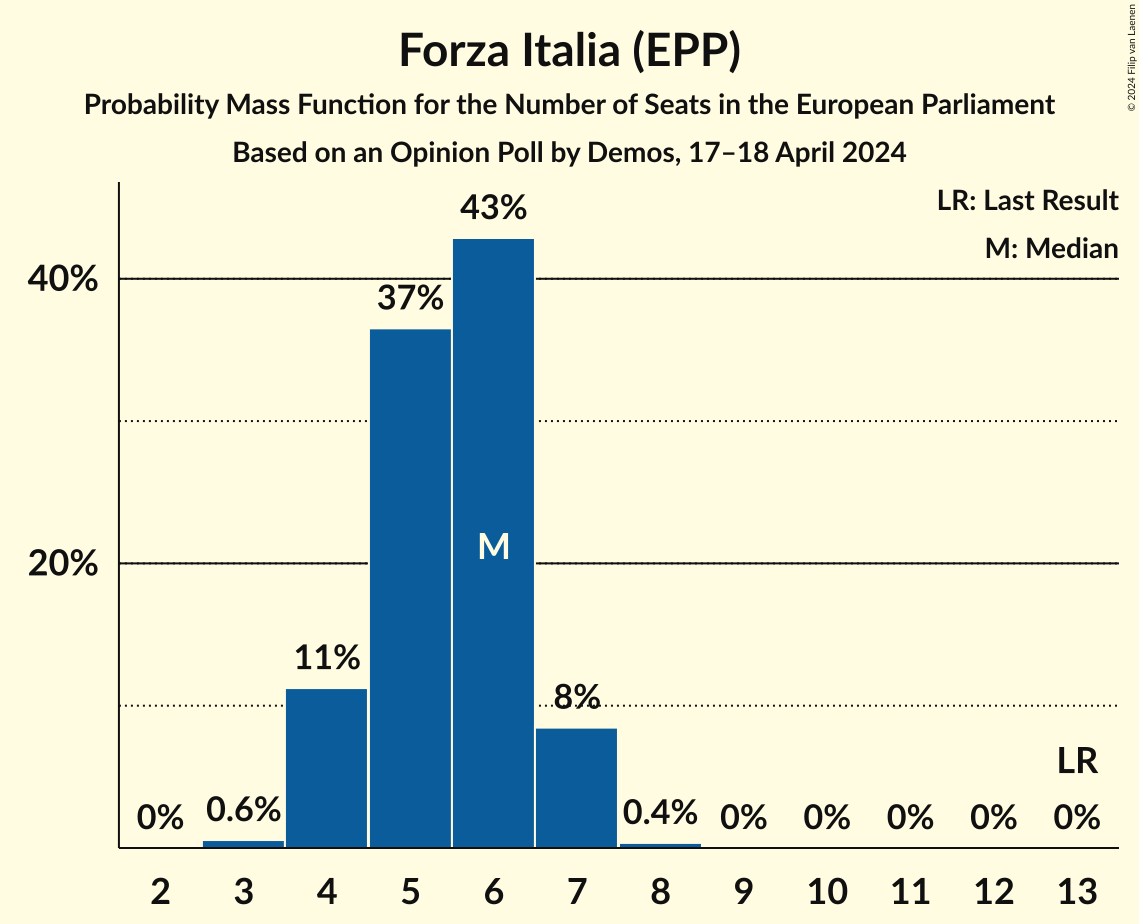 Forza Italia (EPP)
Probability Mass Function for the Number of Seats in the European Parliament
Based on an Opinion Poll by Demos, 17–18 April 2024
© 2024 Filip van Laenen
LR: Last Result
M: Median
40%
20%
0%
0.6%
11%
37%
43%
M
8%
0.4%
0%
0%
0%
0%
LR
0%
2 3 4 5 6 7 8 9 10 11 12 13